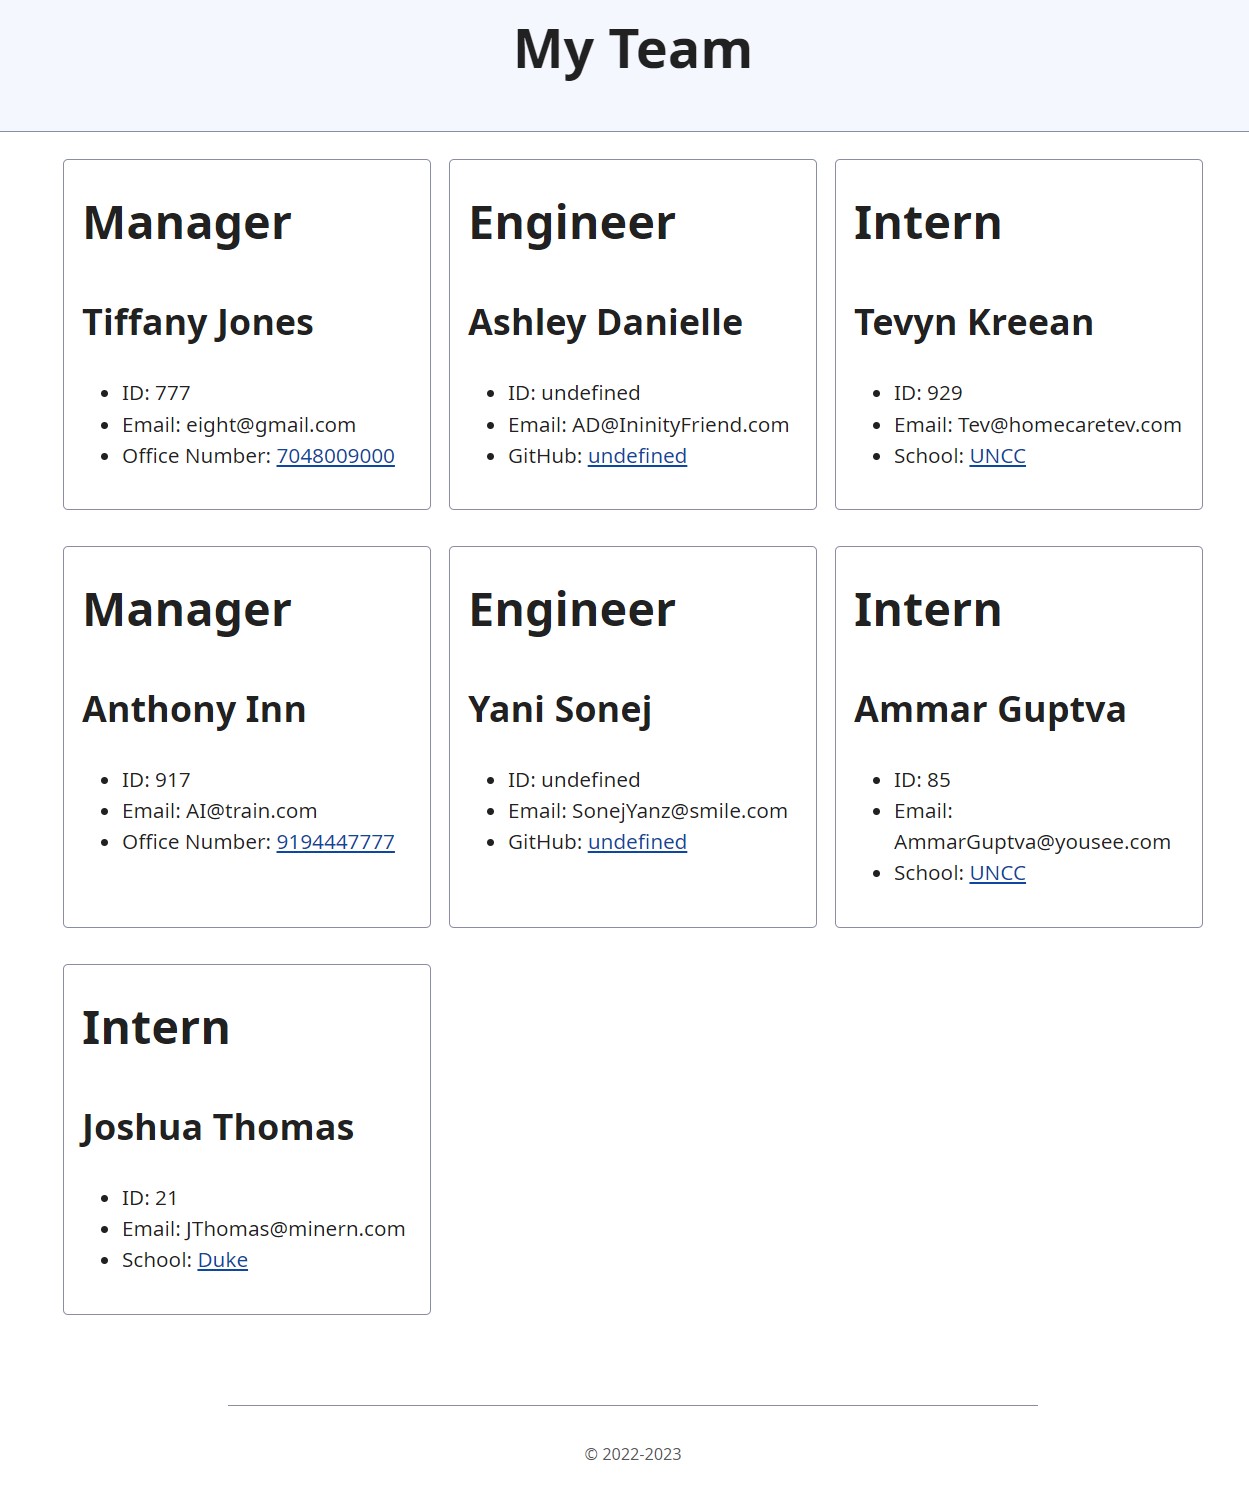 My Team
Manager
Tiffany Jones
ID: 777
Email: eight@gmail.com
Office Number: 7048009000
Engineer
Ashley Danielle
ID: undefined
Email: AD@IninityFriend.com
GitHub: undefined
Intern
Tevyn Kreean
ID: 929
Email: Tev@homecaretev.com
School: UNCC
Manager
Anthony Inn
ID: 917
Email: AI@train.com
Office Number: 9194447777
Engineer
Yani Sonej
ID: undefined
Email: SonejYanz@smile.com
GitHub: undefined
Intern
Ammar Guptva
ID: 85
Email:
AmmarGuptva@yousee.com
School: UNCC
Intern
Joshua Thomas
ID: 21
Email: JThomas@minern.com
School: Duke
© 2022-2023